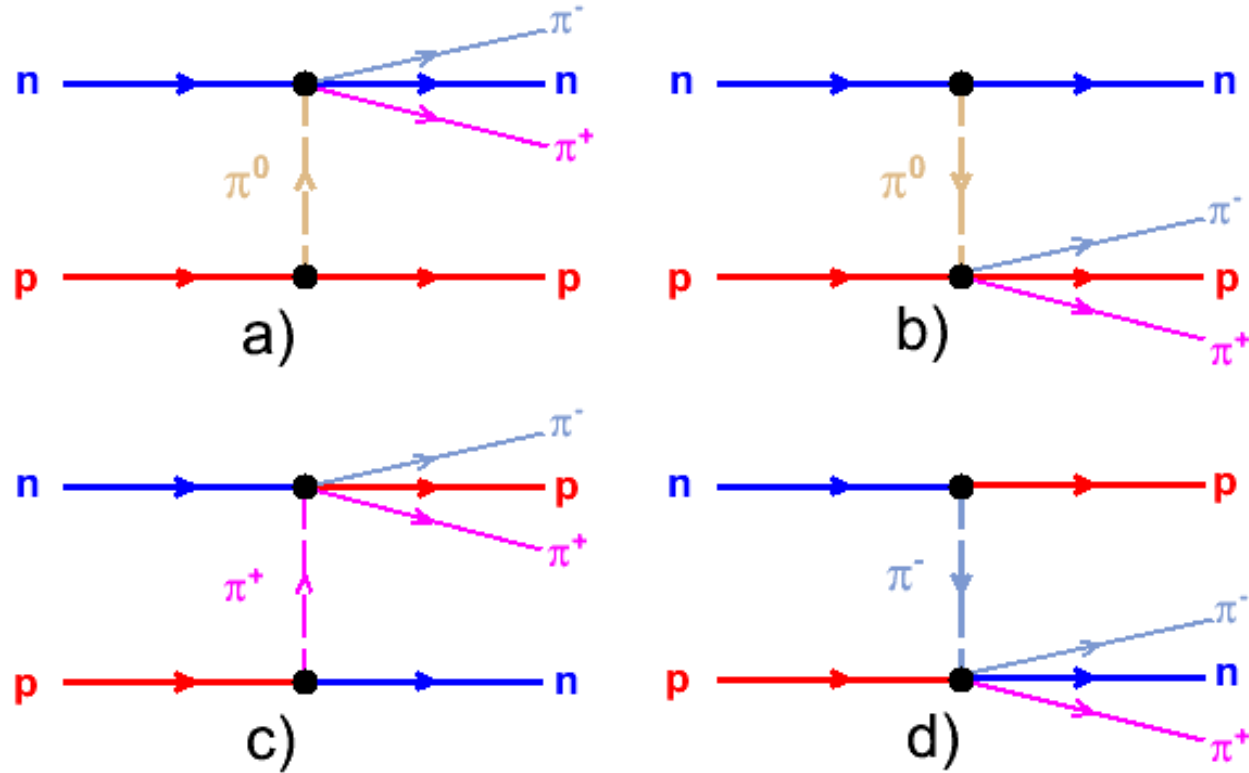 π⁻
n n n n
π⁺
π⁰ π⁰
π⁻
p p p p
π⁺
a) b)
π⁻
n p n p
π⁺
π⁺ π⁻
π⁻
p n p n
π⁺
c) d)